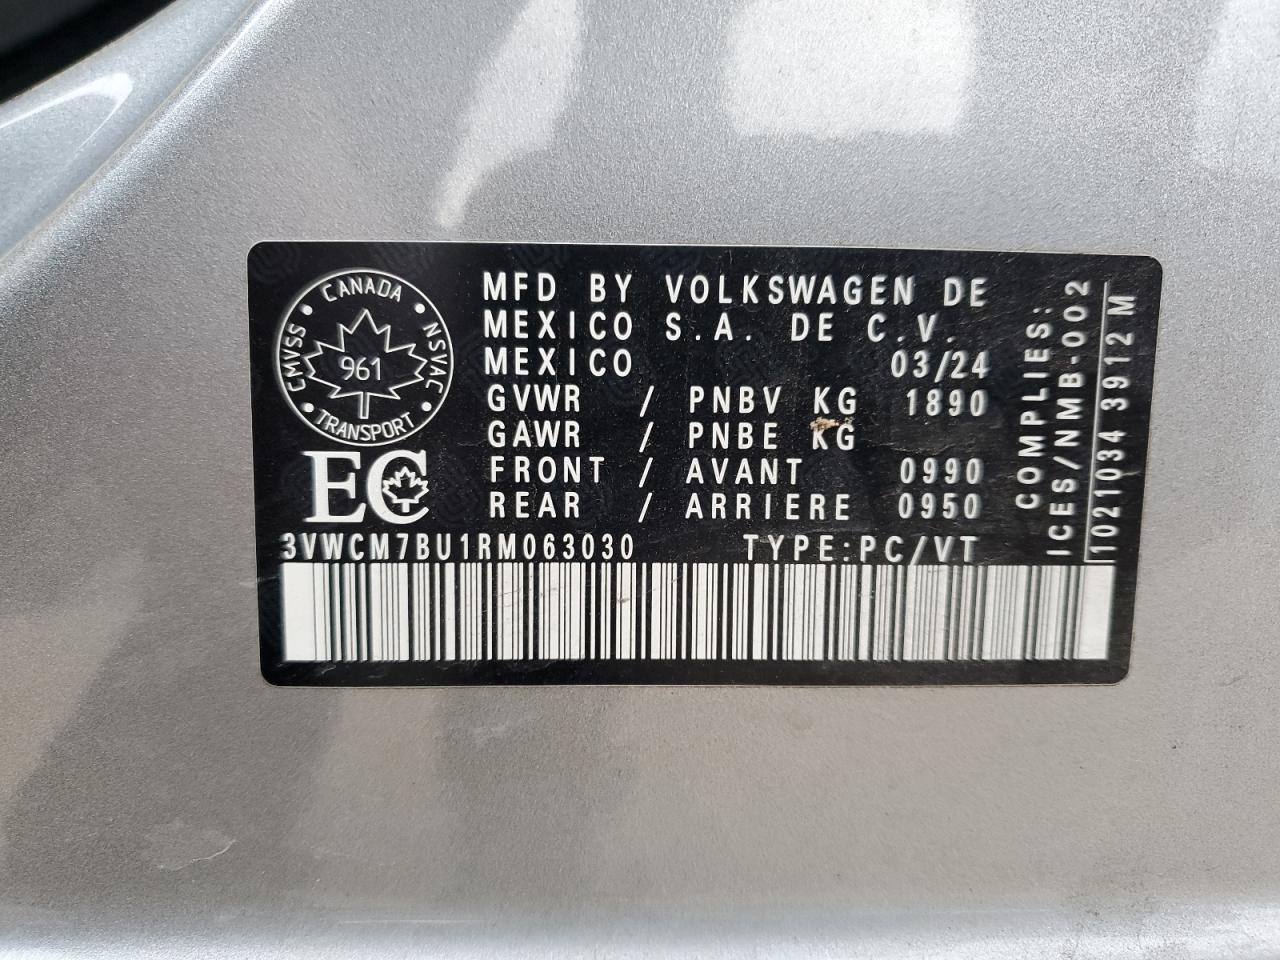 CANADA
CMVSS NSVAC
961
TRANSPORT
EC
MFD BY VOLKSWAGEN DE
MEXICO S.A. DE C.V.
MEXICO 03/24
GVWR / PNBV KG 1890
GAWR / PNBE KG
FRONT / AVANT 0990
REAR / ARRIERE 0950
3VWCM7BU1RM063030 TYPE:PC/VT
COMPLIES:
ICES/NMB-002
1021034 3912 M